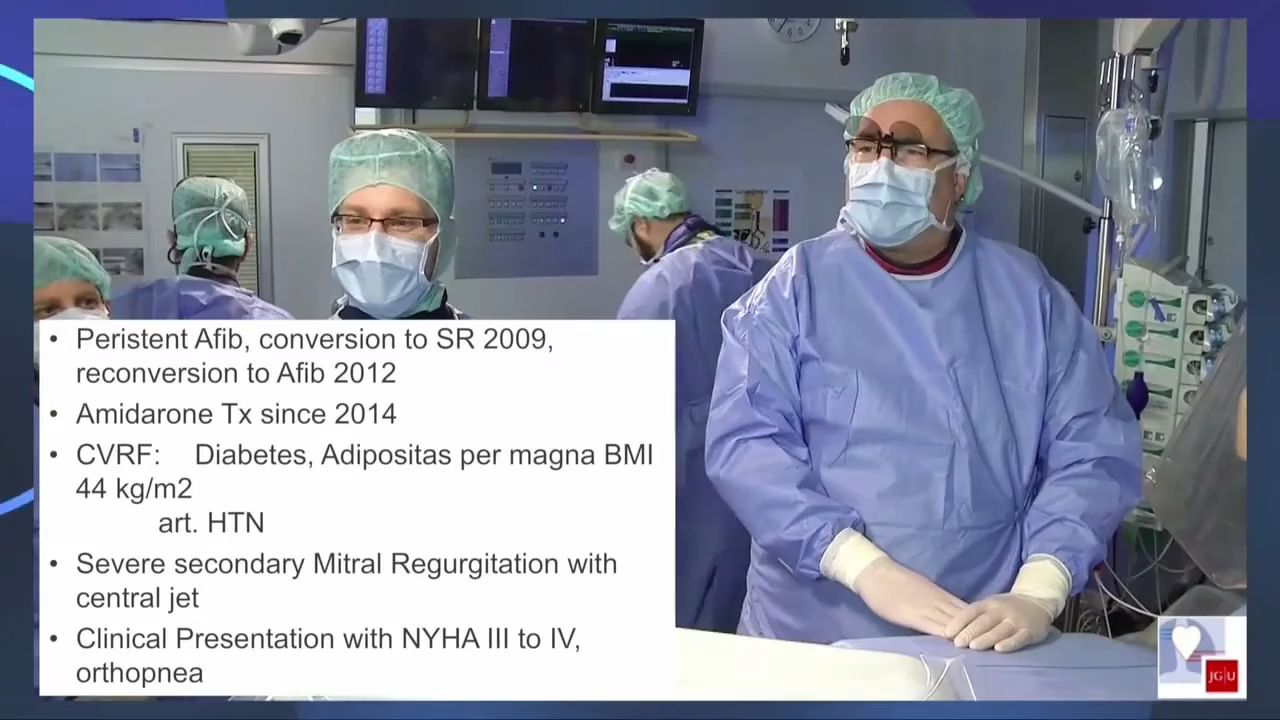 • Peristent Afib, conversion to SR 2009,
reconversion to Afib 2012
• Amidarone Tx since 2014
• CVRF: Diabetes, Adipositas per magna BMI
44 kg/m2
art. HTN
• Severe secondary Mitral Regurgitation with
central jet
• Clinical Presentation with NYHA III to IV,
orthopnea
JG|U